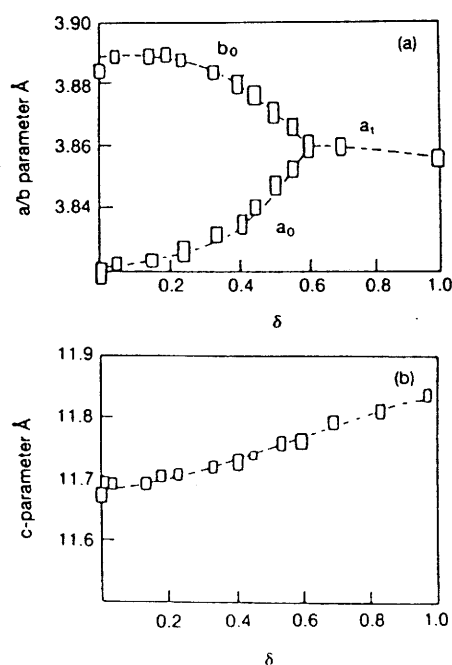 3.90
(a)
b₀
3.88
a/b parameter Å
3.86
aₜ
3.84
a₀
0.2 0.4 0.6 0.8 1.0
δ
11.9
(b)
11.8
c-parameter Å
11.7
11.6
0.2 0.4 0.6 0.8 1.0
δ